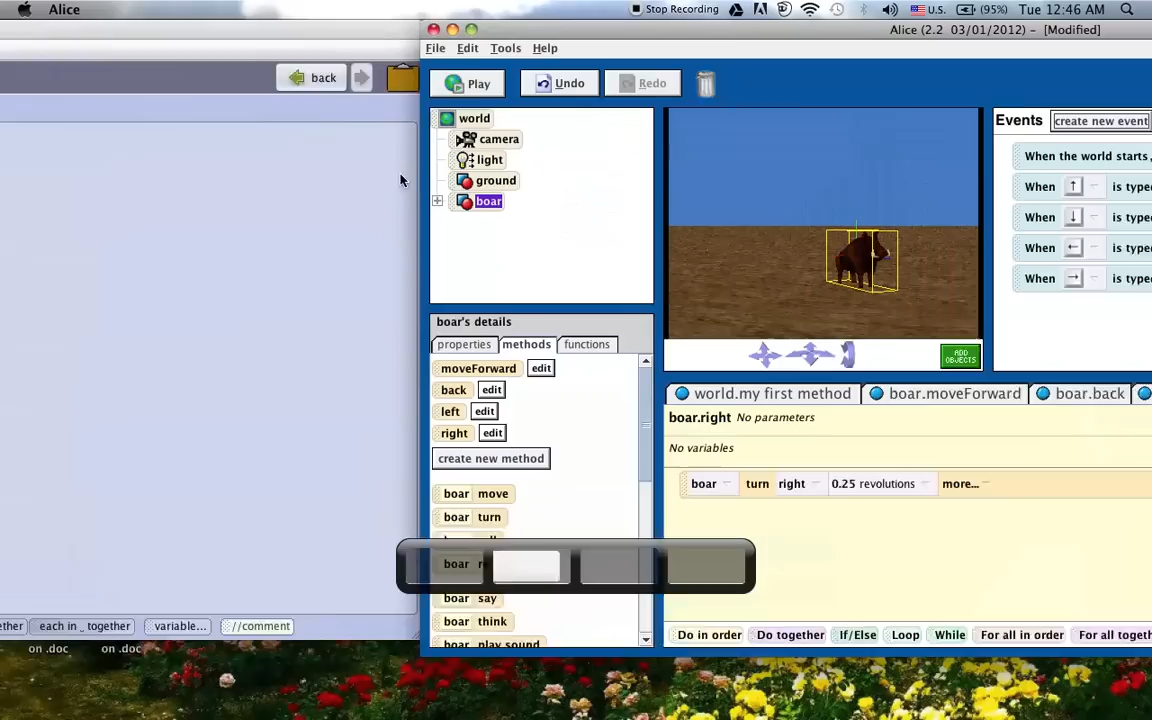 Alice
Stop Recording
U.S.
(95%)
Tue 12:46 AM
Alice (2.2 03/01/2012) - [Modified]
File Edit Tools Help
back
Play
Undo
Redo
world
camera
light
ground
boar
Events
create new event
When the world starts,
When ↑ is typed
When ↓ is typed
When ← is typed
When → is typed
ADD
OBJECTS
boar's details
properties
methods
functions
moveForward edit
back edit
left edit
right edit
create new method
boar move
boar turn
boar
boar say
boar think
boar play sound
world.my first method
boar.moveForward
boar.back
boar.right No parameters
No variables
boar turn right 0.25 revolutions more...
Do in order
Do together
If/Else
Loop
While
For all in order
For all togeth
ether
each in _ together
variable...
//comment
on .doc
on .doc